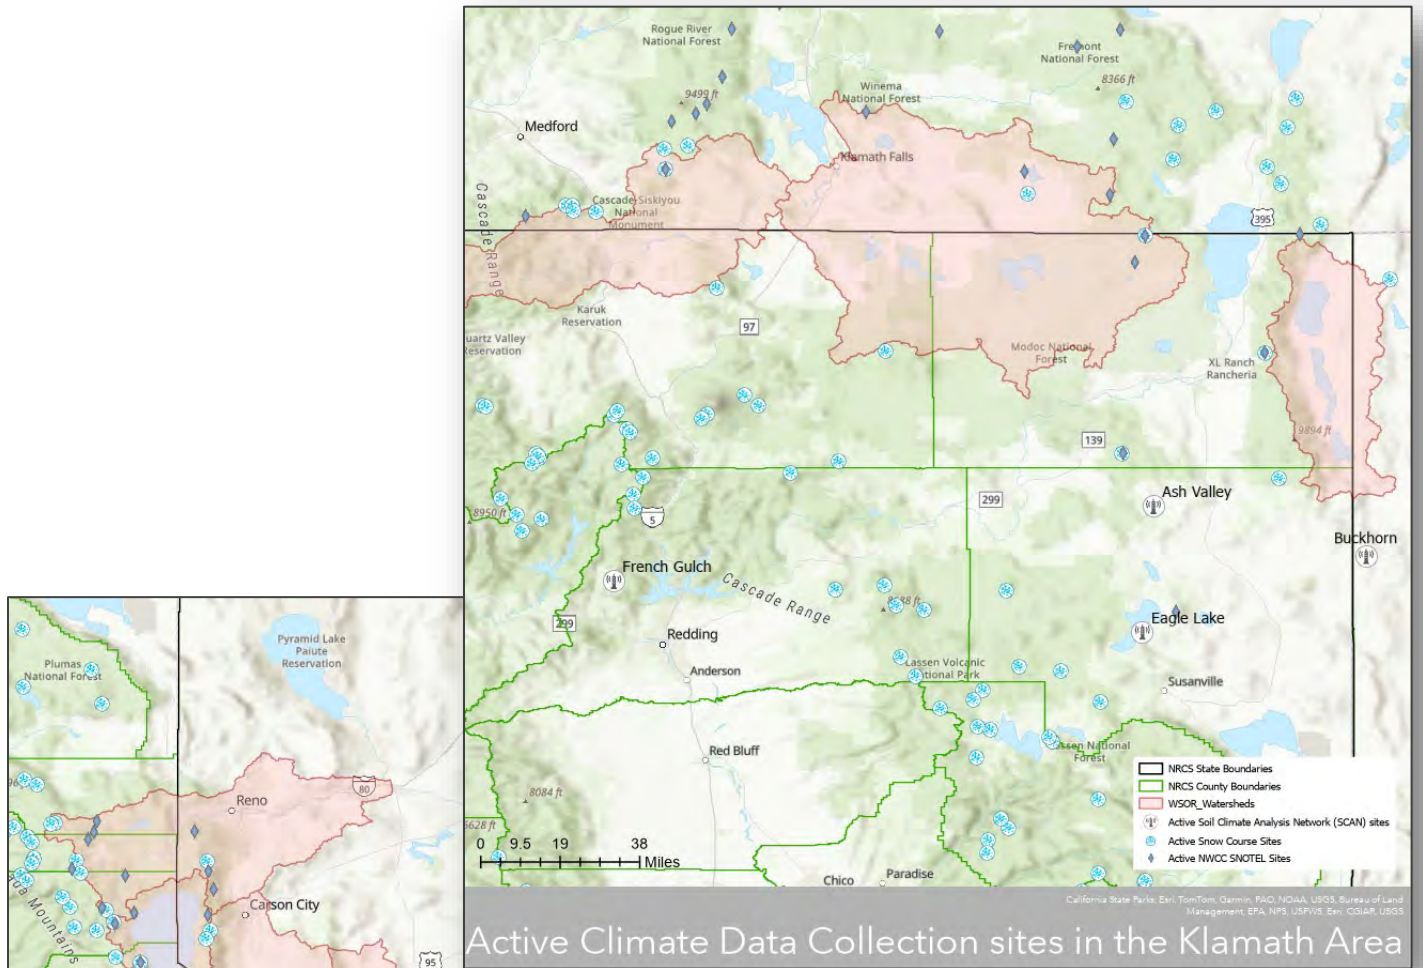 Rogue River
National Forest
Fremont
National Forest
8366 ft
9499 ft
Winema
National Forest
Medford
Klamath Falls
Cascade Range
Cascade-Siskiyou
National
Monument
395
Karuk
Reservation
97
uartz Valley
Reservation
Modoc National
Forest
XL Ranch
Rancheria
9894 ft
139
299
Ash Valley
8950 ft
5
Buckhorn
French Gulch
Cascade Range
299
Eagle Lake
Redding
Lassen Volcanic
National Park
Anderson
Susanville
Red Bluff
National
Forest
8084 ft
6628 ft
0 9.5 19 38
Miles
Chico
Paradise
NRCS State Boundaries
NRCS County Boundaries
WSOR_Watersheds
Active Soil Climate Analysis Network (SCAN) sites
Active Snow Course Sites
Active NWCC SNOTEL Sites
California State Parks, Esri, TomTom, Garmin, FAO, NOAA, USGS, Bureau of Land
Management, EPA, NPS, USFWS, Esri, CGIAR, USGS
Active Climate Data Collection sites in the Klamath Area
Pyramid Lake
Paiute
Reservation
Plumas
National Forest
80
Reno
Carson City
Mountains
95